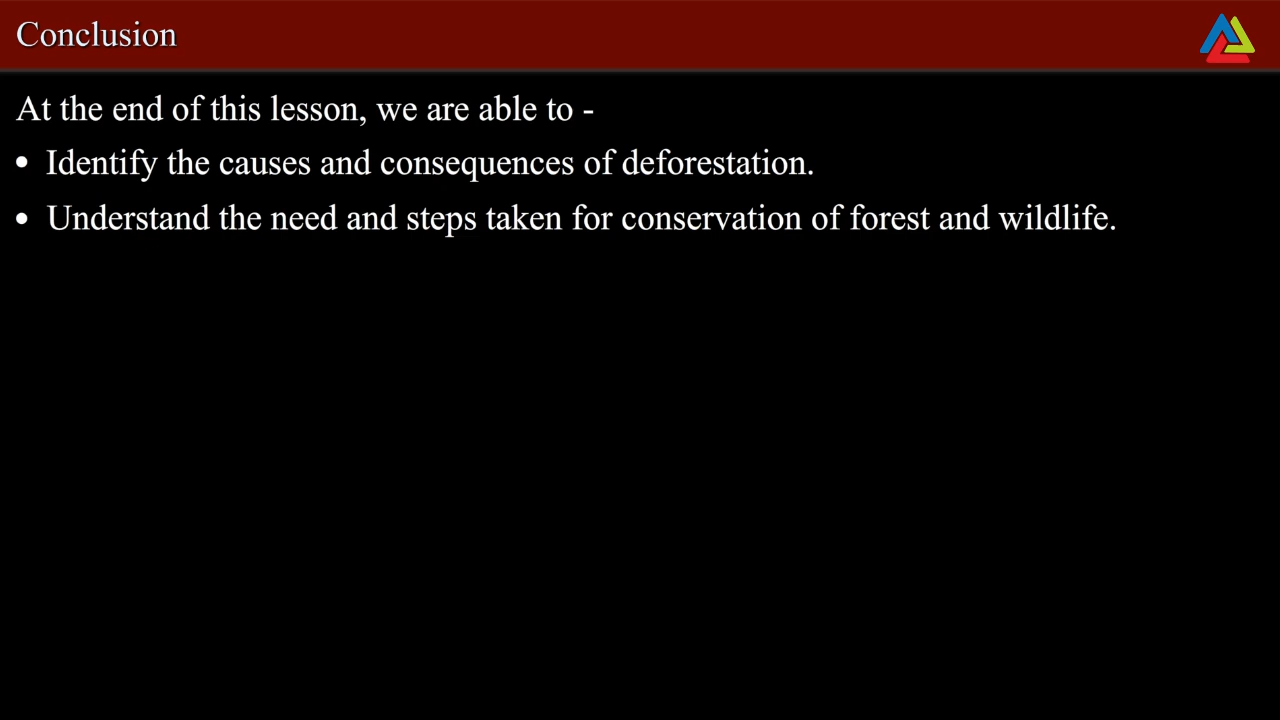 Conclusion
At the end of this lesson, we are able to -
• Identify the causes and consequences of deforestation.
• Understand the need and steps taken for conservation of forest and wildlife.